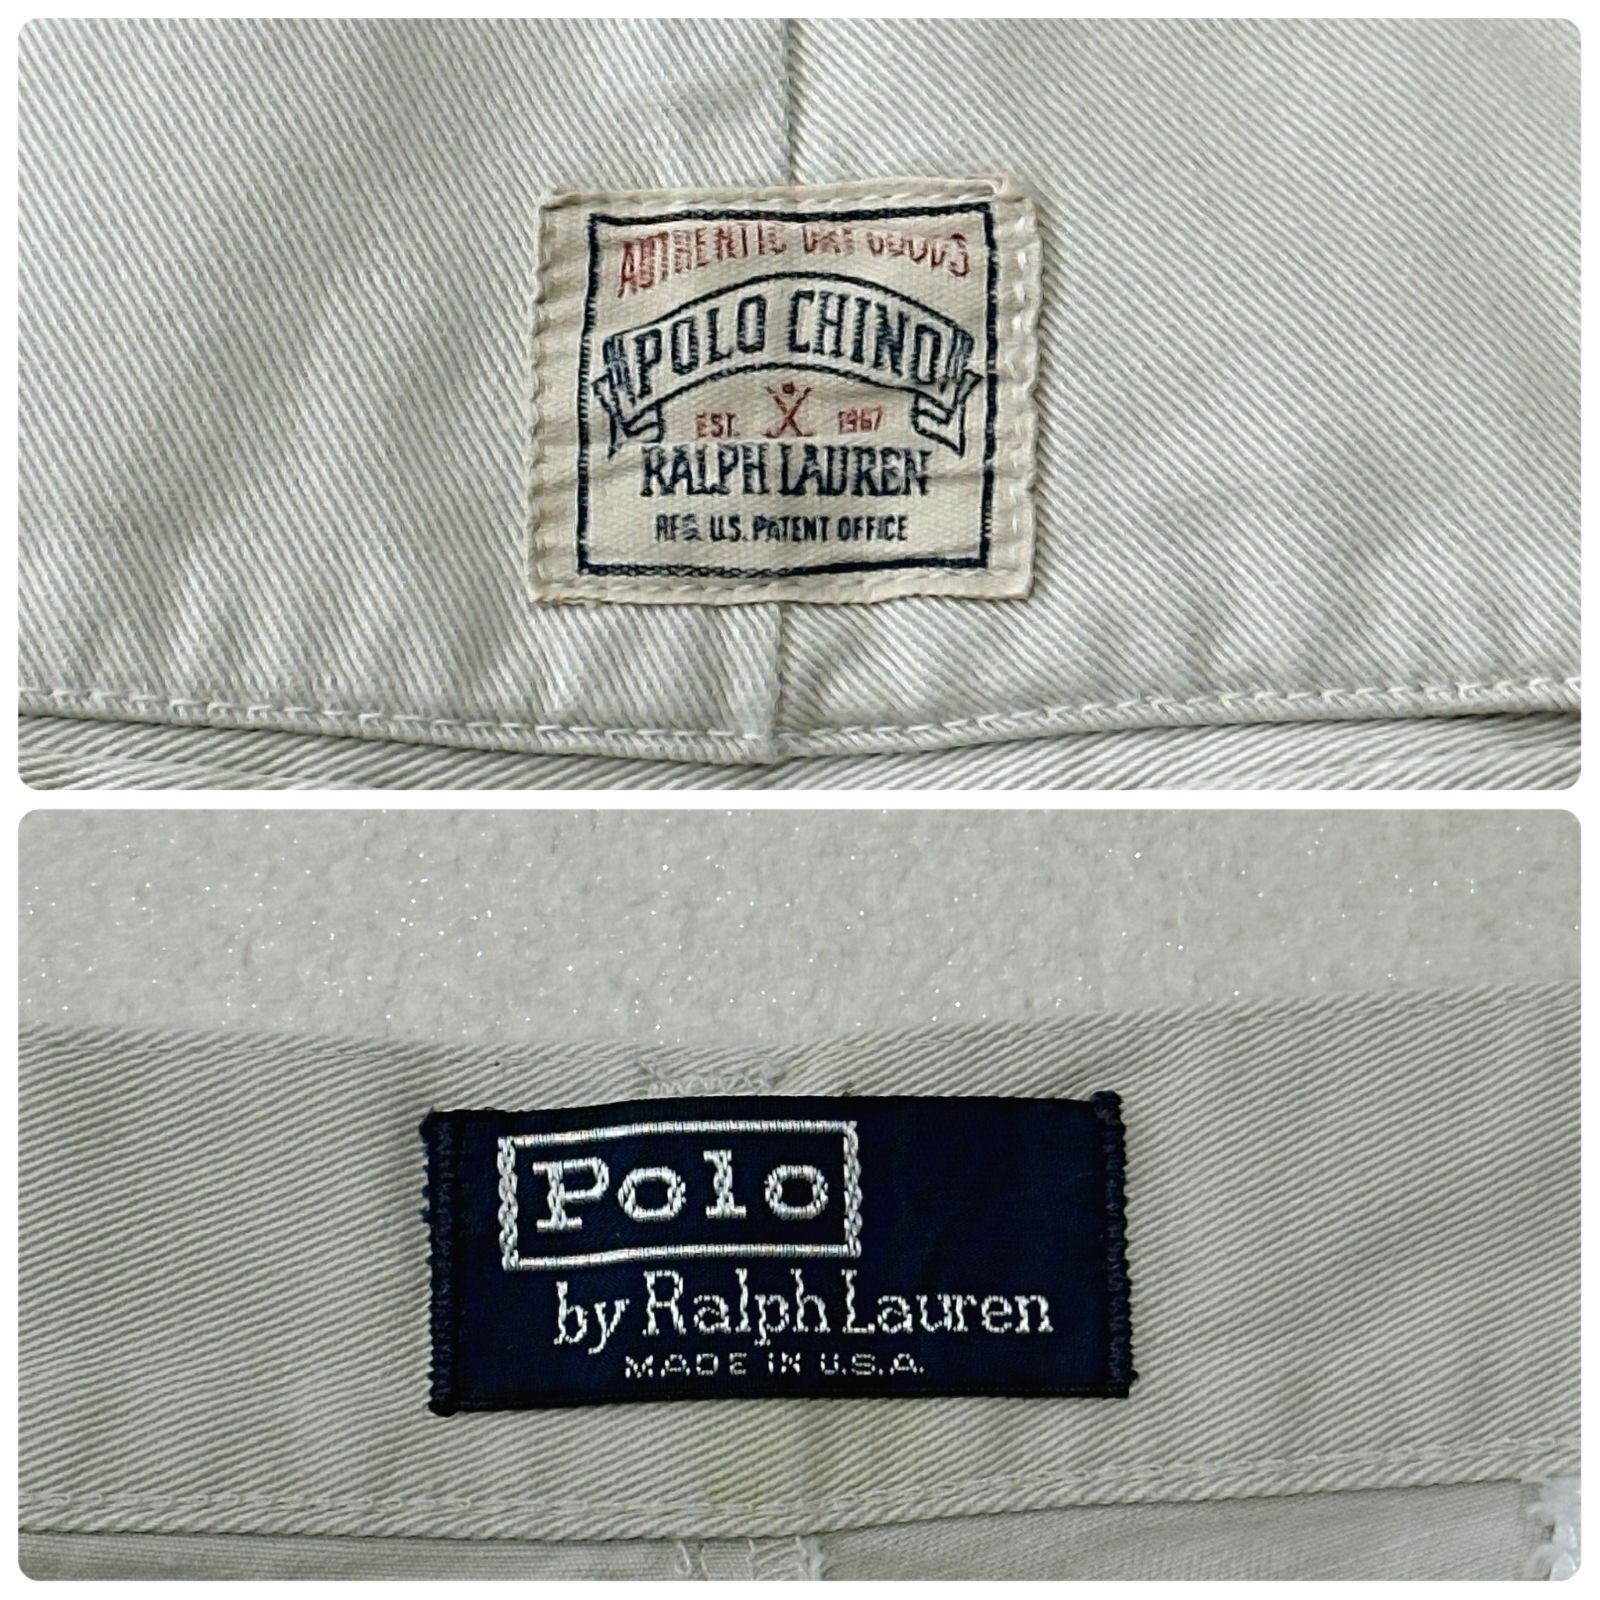 AUTHENTIC DRY GOODS
POLO CHINO
EST. 1967
RALPH LAUREN
REG. U.S. PATENT OFFICE
Polo
by Ralph Lauren
MADE IN U.S.A.